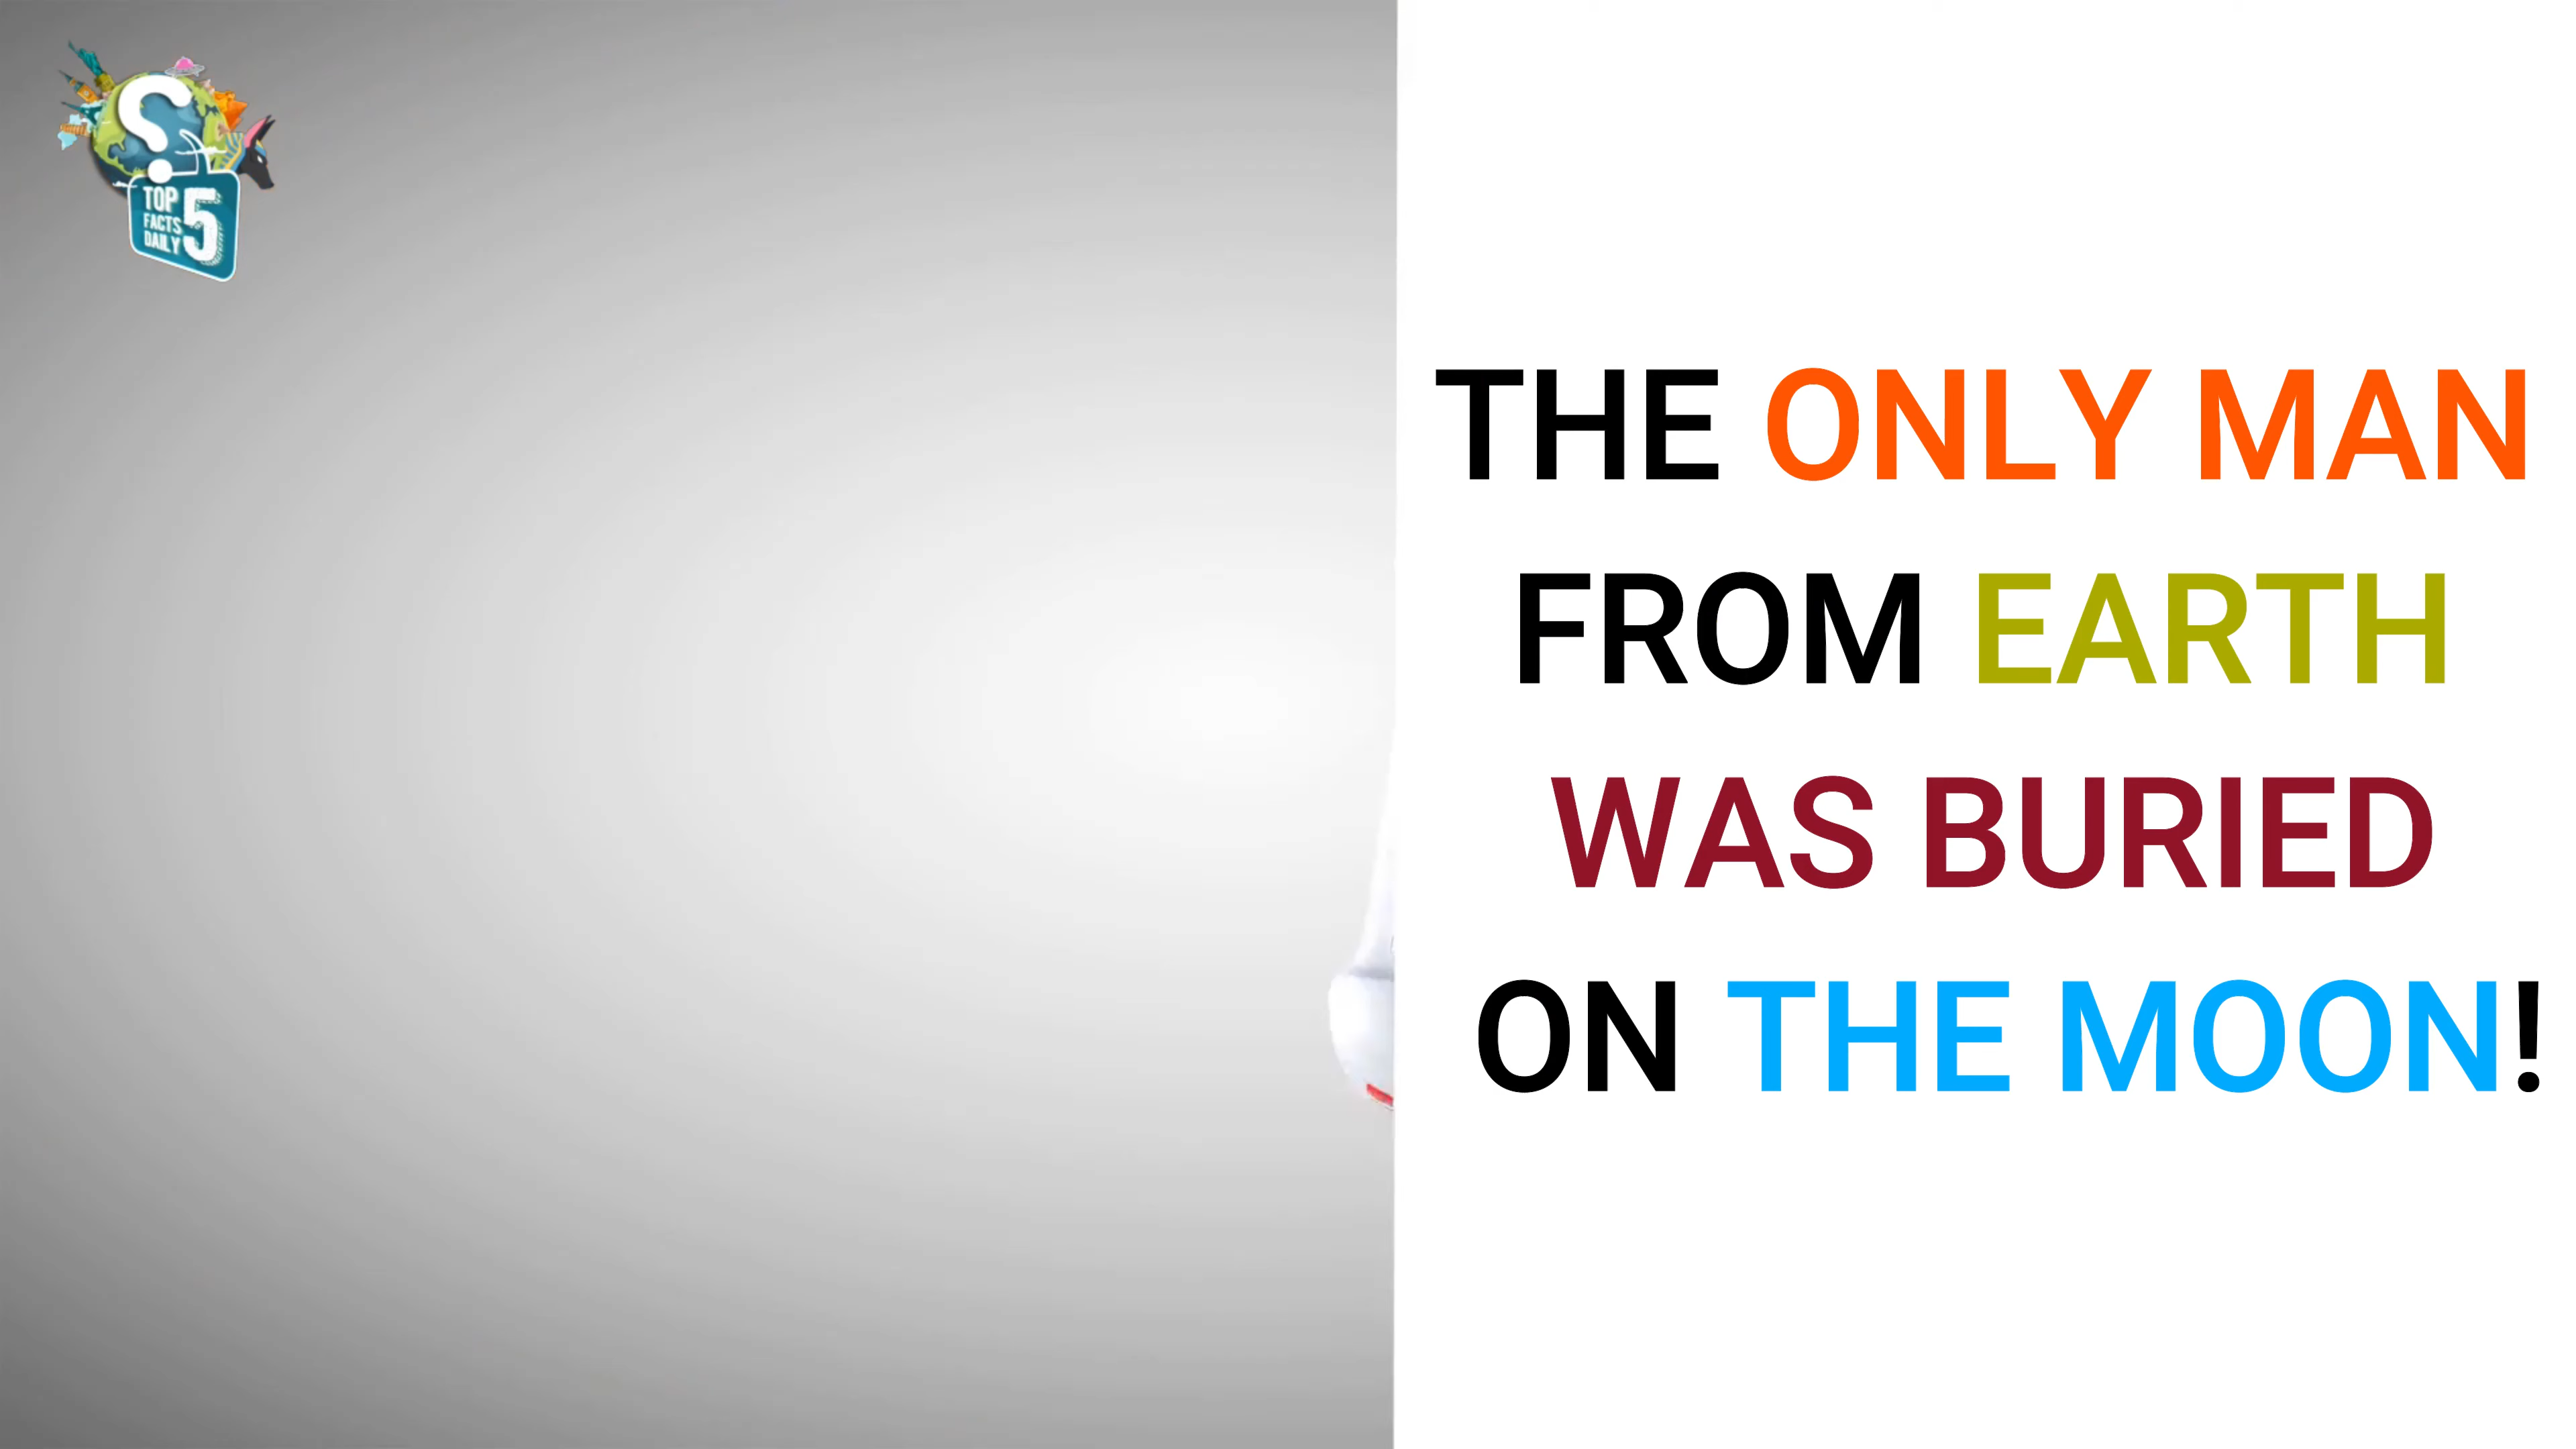 TOP
FACTS
DAILY
5
THE ONLY MAN
FROM EARTH
WAS BURIED
ON THE MOON!